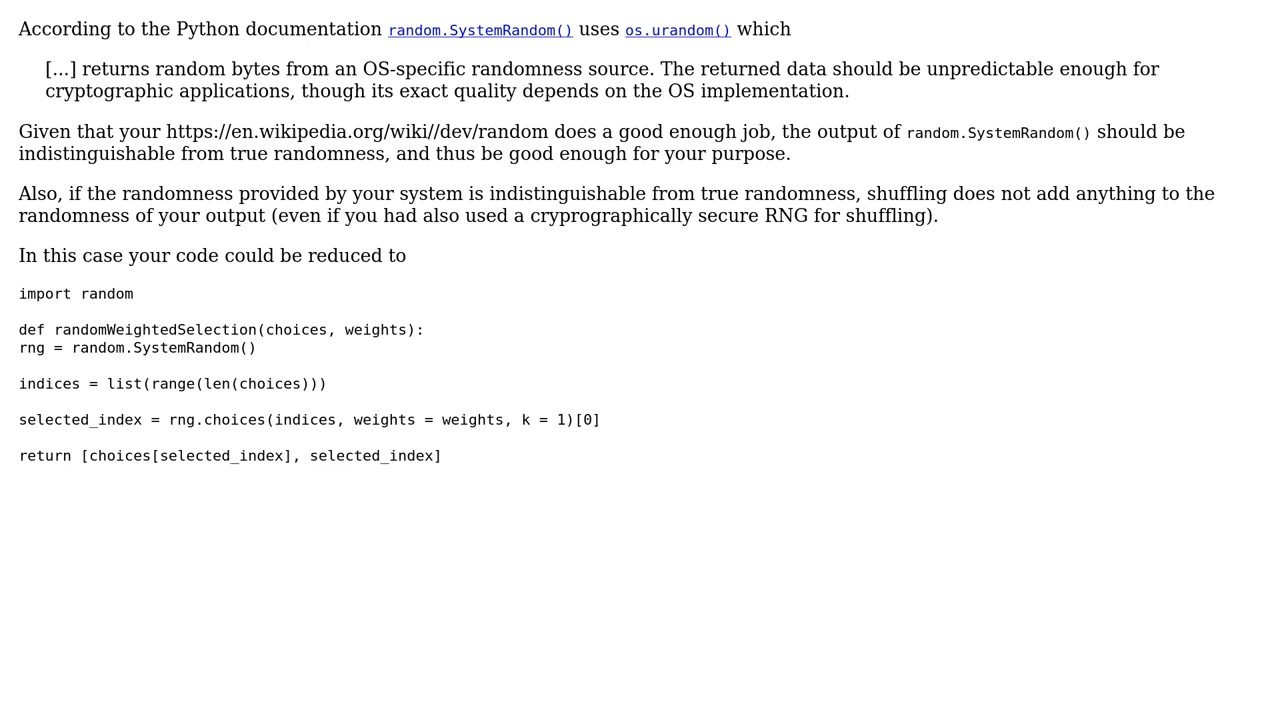 According to the Python documentation random.SystemRandom() uses os.urandom() which
[...] returns random bytes from an OS-specific randomness source. The returned data should be unpredictable enough for
cryptographic applications, though its exact quality depends on the OS implementation.
Given that your https://en.wikipedia.org/wiki//dev/random does a good enough job, the output of random.SystemRandom() should be
indistinguishable from true randomness, and thus be good enough for your purpose.
Also, if the randomness provided by your system is indistinguishable from true randomness, shuffling does not add anything to the
randomness of your output (even if you had also used a cryprographically secure RNG for shuffling).
In this case your code could be reduced to
import random
def randomWeightedSelection(choices, weights):
rng = random.SystemRandom()
indices = list(range(len(choices)))
selected_index = rng.choices(indices, weights = weights, k = 1)[0]
return [choices[selected_index], selected_index]